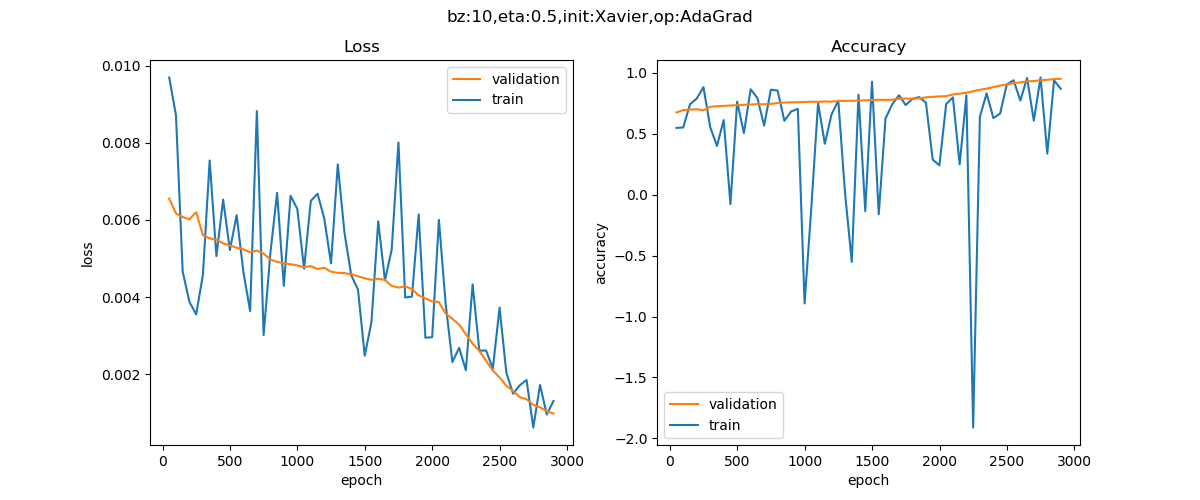 bz:10,eta:0.5,init:Xavier,op:AdaGrad
Loss
0.010
0.008
0.006
0.004
0.002
loss
validation
train
0
500
1000
1500
2000
2500
3000
epoch
Accuracy
1.0
0.5
0.0
−0.5
−1.0
−1.5
−2.0
accuracy
validation
train
0
500
1000
1500
2000
2500
3000
epoch